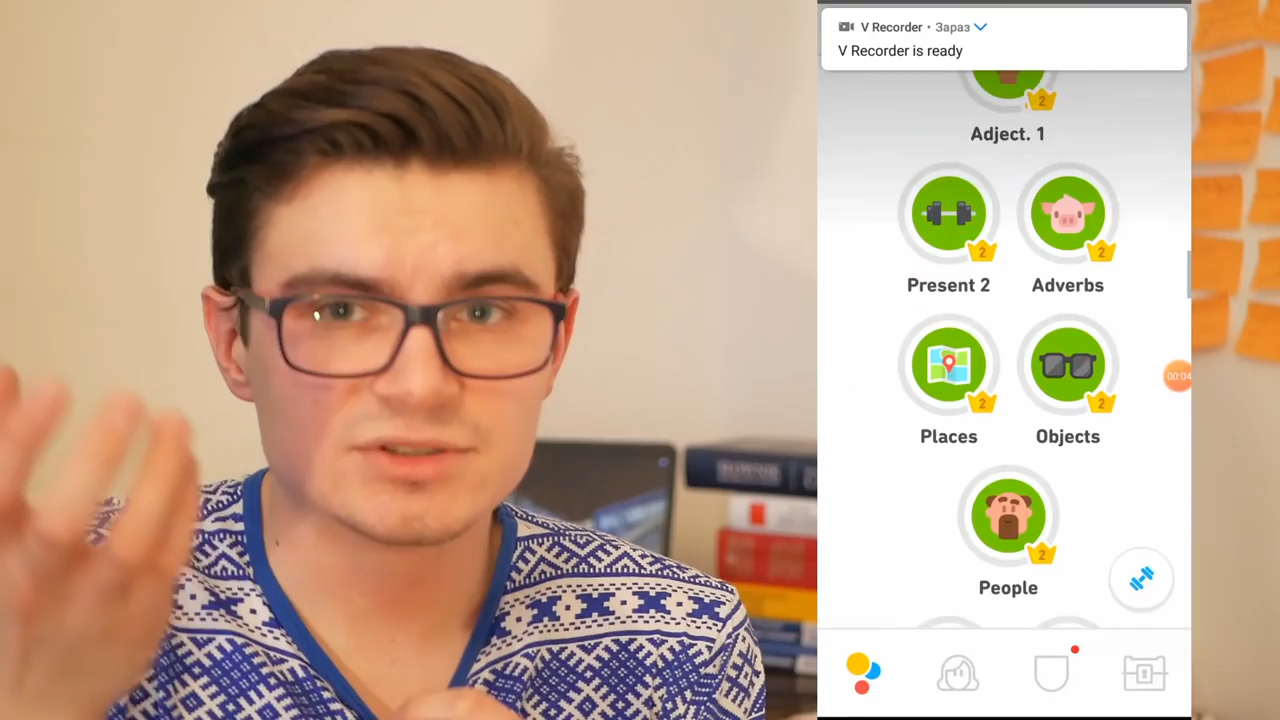 V Recorder • Зараз
V Recorder is ready
2
Adject. 1
2
2
Present 2
Adverbs
2
2
Places
Objects
00:04
2
People